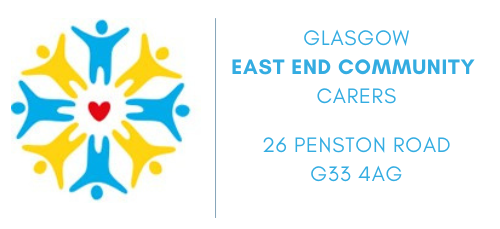 GLASGOW
EAST END COMMUNITY
CARERS
26 PENSTON ROAD
G33 4AG